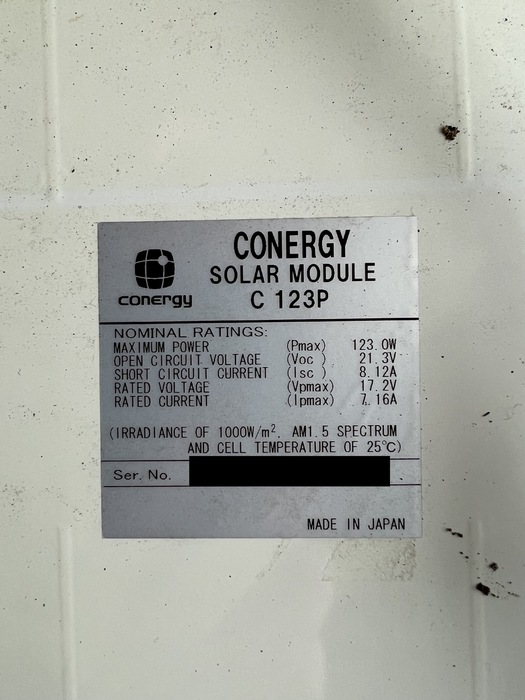 CONERGY
SOLAR MODULE
C 123P
conergy
NOMINAL RATINGS:
MAXIMUM POWER (Pmax) 123.0W
OPEN CIRCUIT VOLTAGE (Voc ) 21.3V
SHORT CIRCUIT CURRENT (Isc ) 8.12A
RATED VOLTAGE (Vpmax) 17.2V
RATED CURRENT (Ipmax) 7.16A
(IRRADIANCE OF 1000W/m², AM1.5 SPECTRUM
AND CELL TEMPERATURE OF 25℃)
Ser. No.
MADE IN JAPAN